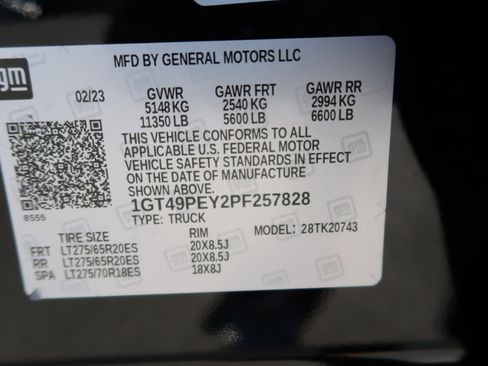 gm
MFD BY GENERAL MOTORS LLC
02/23 GVWR GAWR FRT GAWR RR
5148 KG 2540 KG 2994 KG
11350 LB 5600 LB 6600 LB
THIS VEHICLE CONFORMS TO ALL
APPLICABLE U.S. FEDERAL MOTOR
VEHICLE SAFETY STANDARDS IN EFFECT
ON THE DATE OF MANUFACTURE
SHOWN ABOVE.
8555 1GT49PEY2PF257828
TYPE: TRUCK MODEL: 28TK20743
TIRE SIZE RIM
FRT LT275/65R20ES 20X8.5J
RR LT275/65R20ES 20X8.5J
SPA LT275/70R18ES 18X8J